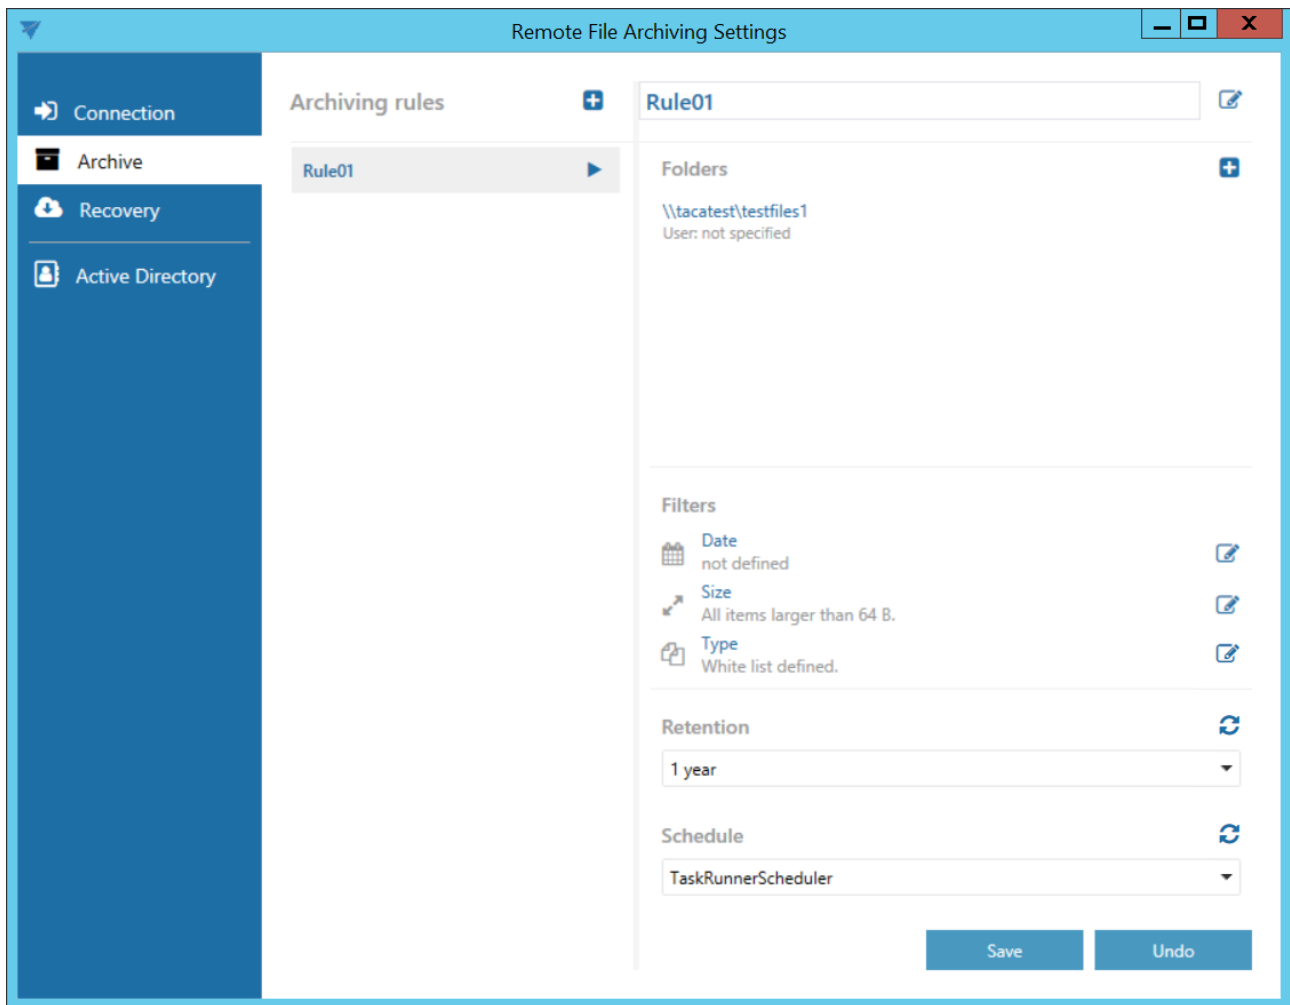 Remote File Archiving Settings
Connection
Archive
Recovery
Active Directory
Archiving rules
Rule01
Rule01
Folders
\\tacatest\testfiles1
User: not specified
Filters
Date
not defined
Size
All items larger than 64 B.
Type
White list defined.
Retention
1 year
Schedule
TaskRunnerScheduler
Save
Undo